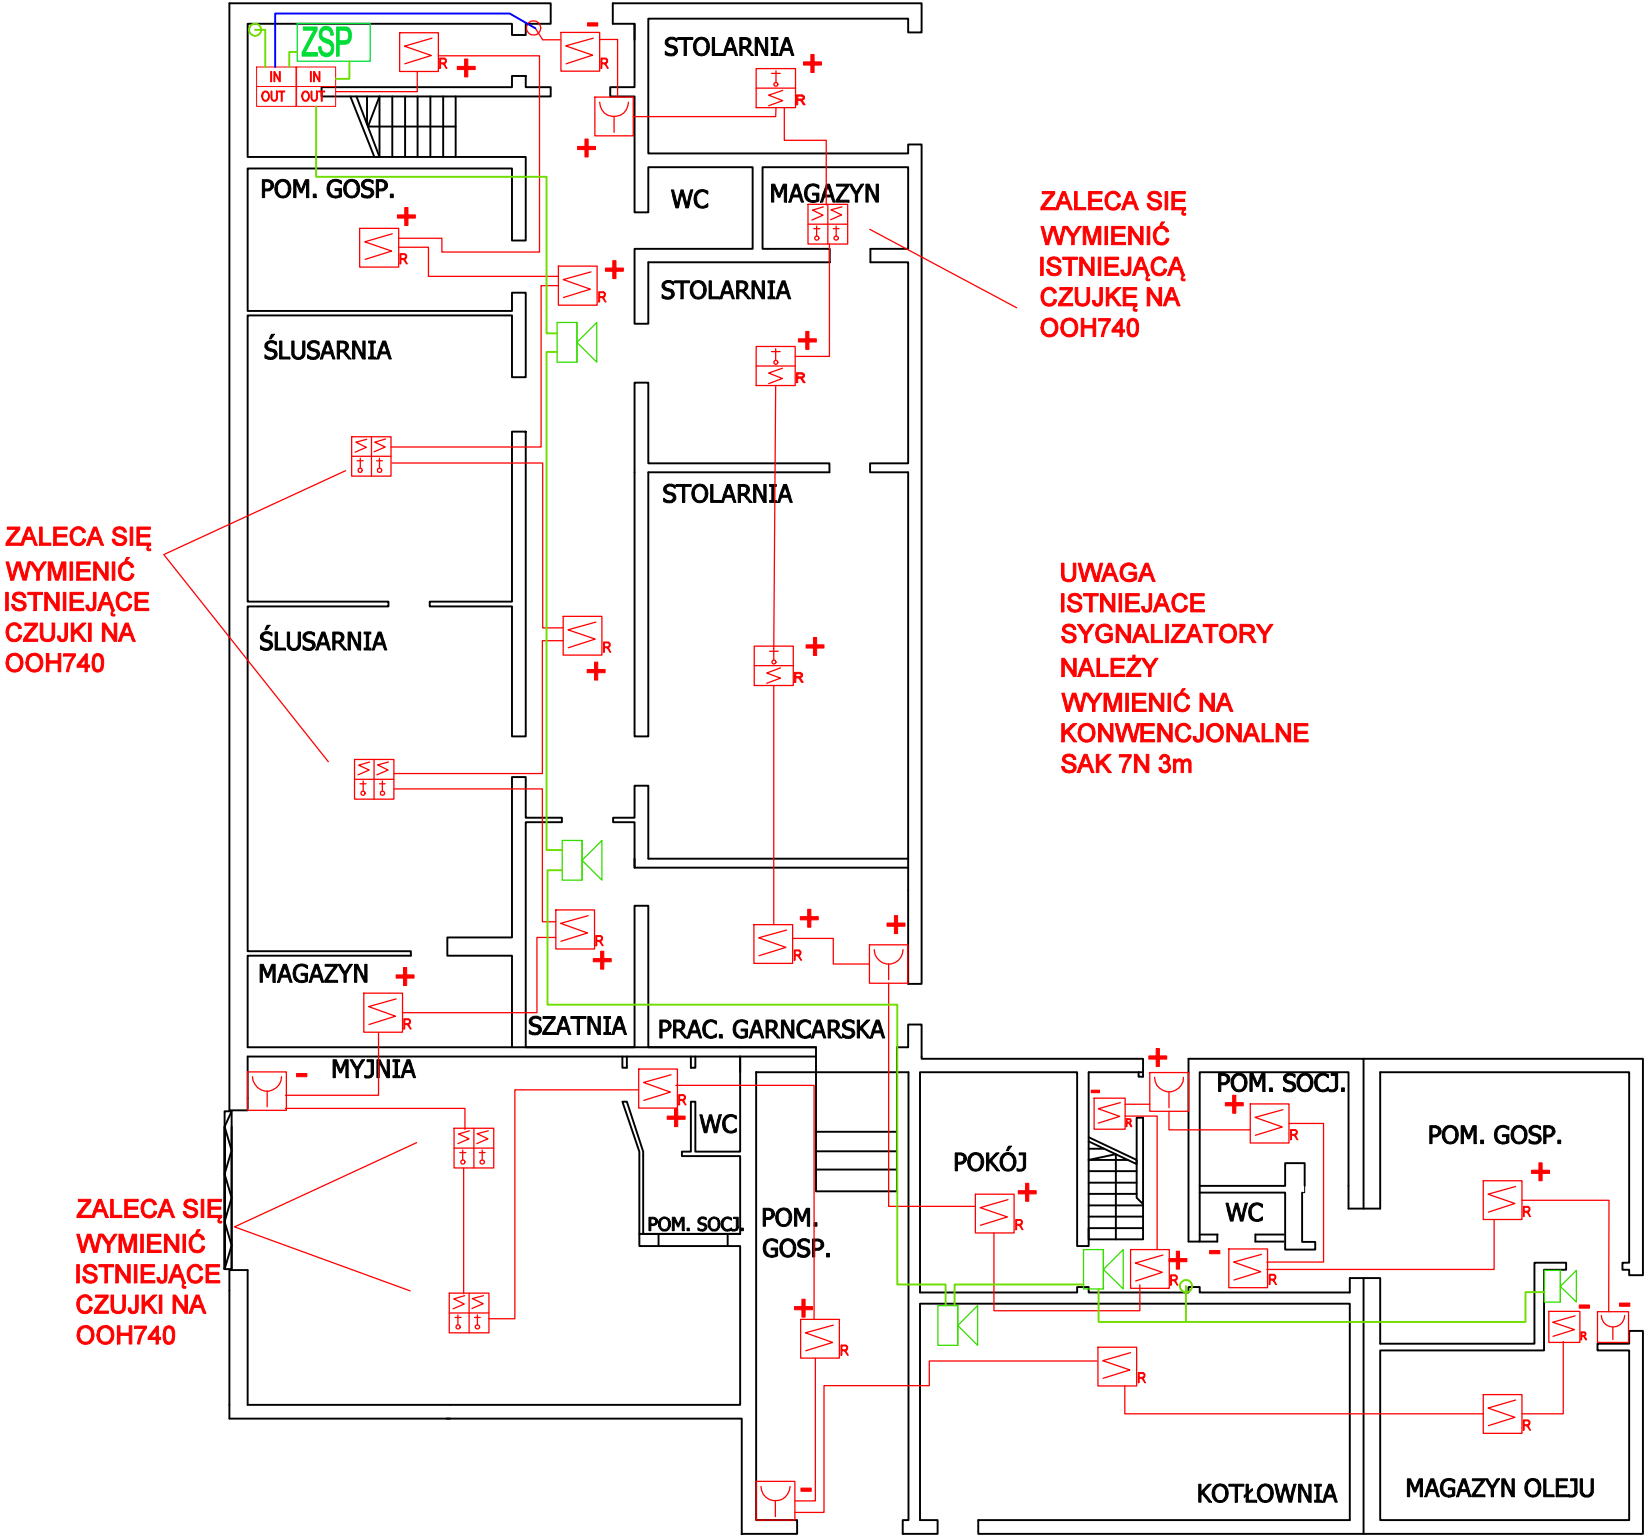 ZSP
IN IN
OUT OUT
R
+
-
R
+
STOLARNIA
+
R
POM. GOSP.
+
R
WC
MAGAZYN
ZALECA SIĘ
WYMIENIĆ
ISTNIEJĄCĄ
CZUJKĘ NA
OOH740
+
R
STOLARNIA
+
R
ŚLUSARNIA
STOLARNIA
ZALECA SIĘ
WYMIENIĆ
ISTNIEJĄCE
CZUJKI NA
OOH740
ŚLUSARNIA
R
+
+
R
UWAGA
ISTNIEJACE
SYGNALIZATORY
NALEŻY
WYMIENIĆ NA
KONWENCJONALNE
SAK 7N 3m
R
+
+
R
+
MAGAZYN
+
R
SZATNIA
PRAC. GARNCARSKA
MYJNIA
-
R
+
WC
POM. SOCJ.
ZALECA SIĘ
WYMIENIĆ
ISTNIEJĄCE
CZUJKI NA
OOH740
POM.
GOSP.
+
R
-
POKÓJ
+
R
+
-
R
POM. SOCJ.
+
R
WC
+
R
-
R
POM. GOSP.
+
R
-
R
-
R
KOTŁOWNIA
R
MAGAZYN OLEJU